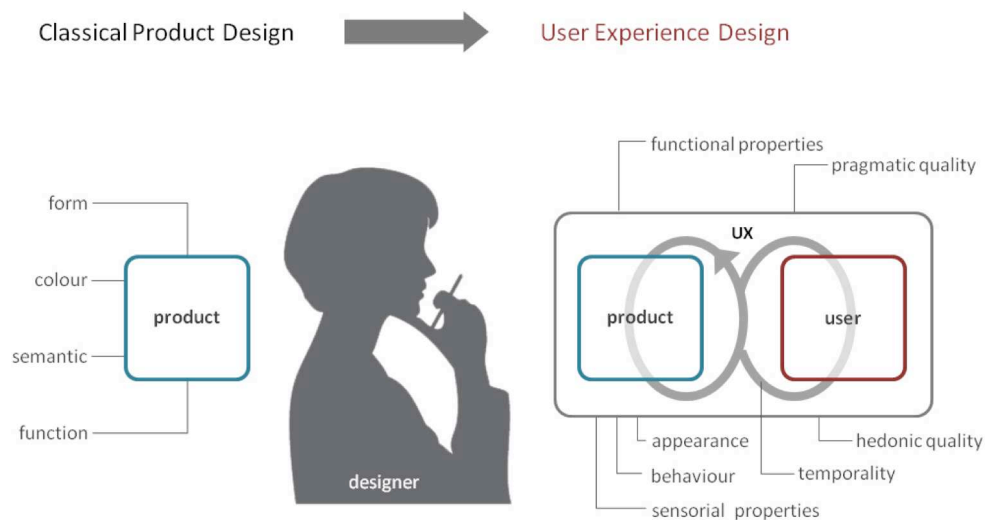 Classical Product Design
User Experience Design
form
colour
semantic
function
product
designer
functional properties
pragmatic quality
UX
product
user
appearance
behaviour
sensorial properties
hedonic quality
temporality